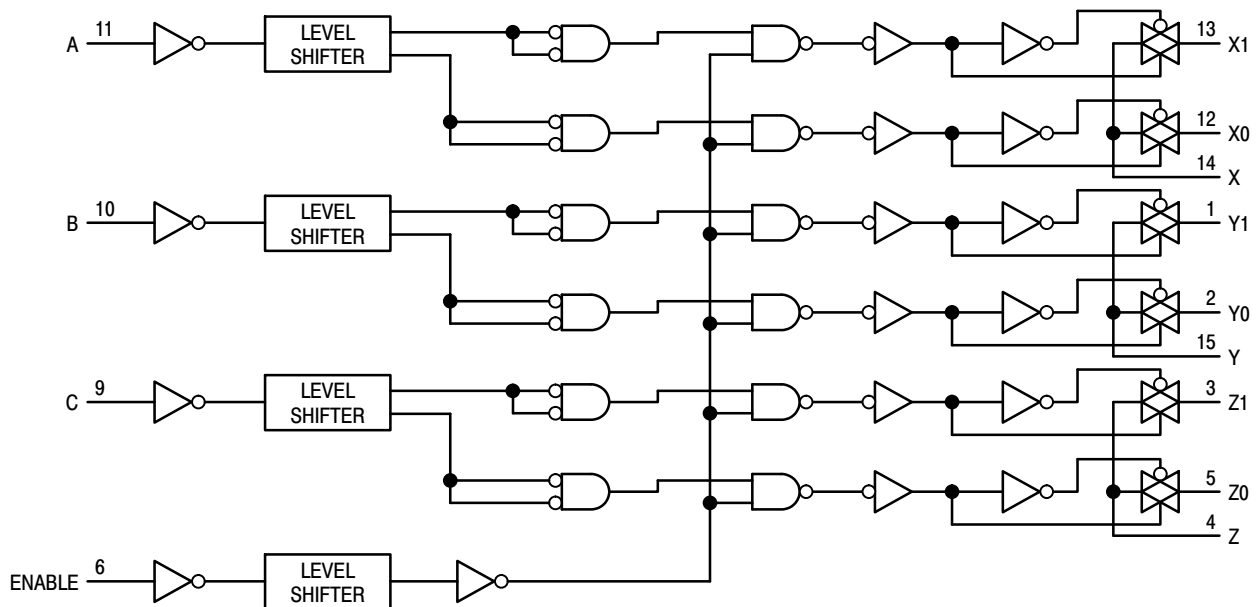 A 11 LEVEL SHIFTER 13 X1
12 X0
14 X
B 10 LEVEL SHIFTER 1 Y1
2 Y0
15 Y
C 9 LEVEL SHIFTER 3 Z1
5 Z0
4 Z
ENABLE 6 LEVEL SHIFTER